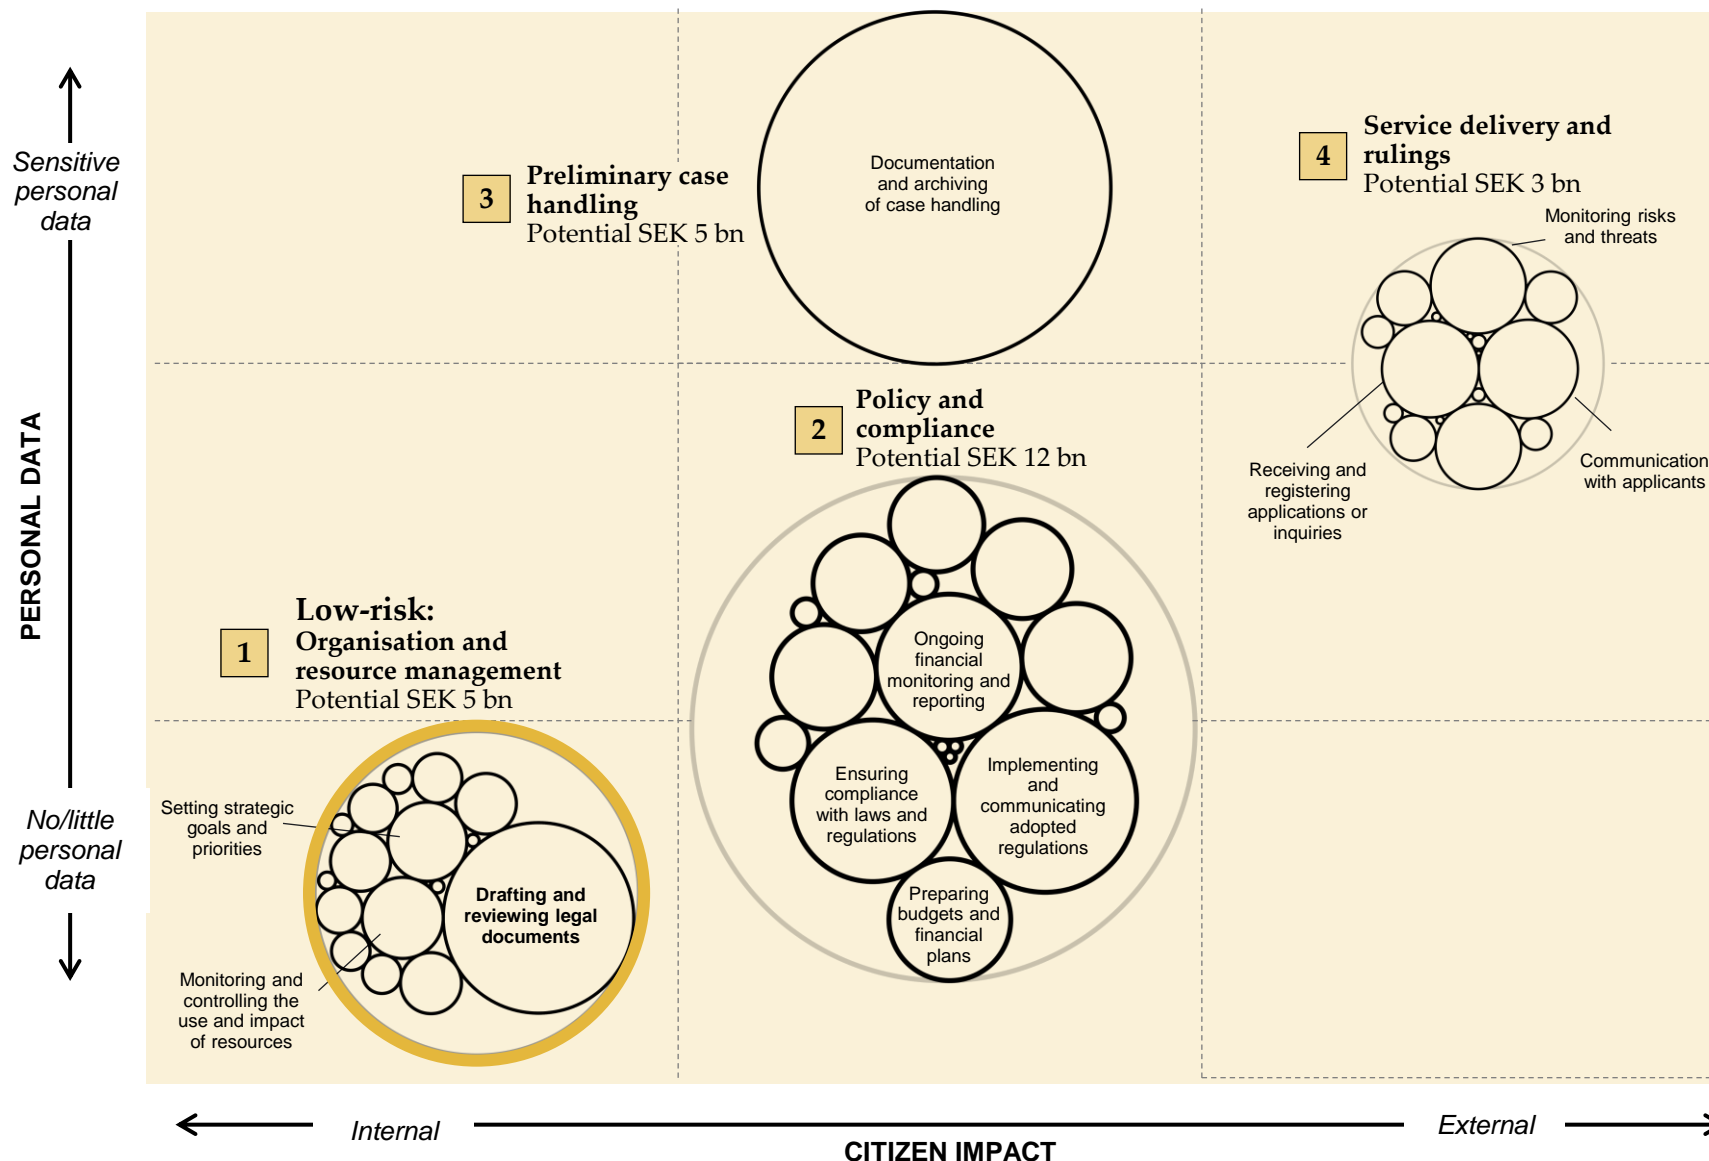 Sensitive
personal
data
PERSONAL DATA
No/little
personal
data
3
Preliminary case
handling
Potential SEK 5 bn
Documentation
and archiving
of case handling
4
Service delivery and
rulings
Potential SEK 3 bn
Monitoring risks
and threats
Receiving and
registering
applications or
inquiries
Communication
with applicants
2
Policy and
compliance
Potential SEK 12 bn
Ongoing
financial
monitoring and
reporting
Ensuring
compliance
with laws and
regulations
Implementing
and
communicating
adopted
regulations
Preparing
budgets and
financial
plans
1
Low-risk:
Organisation and
resource management
Potential SEK 5 bn
Setting strategic
goals and
priorities
Drafting and
reviewing legal
documents
Monitoring and
controlling the
use and impact
of resources
Internal
CITIZEN IMPACT
External